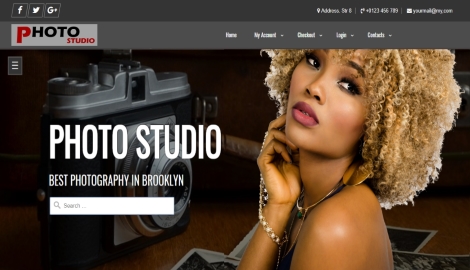 Address, Str 8 | +0123 456 789 | yourmail@my.com
PHOTO
STUDIO
Home My Account Checkout Login Contacts
PHOTO STUDIO
BEST PHOTOGRAPHY IN BROOKLYN
Search ...